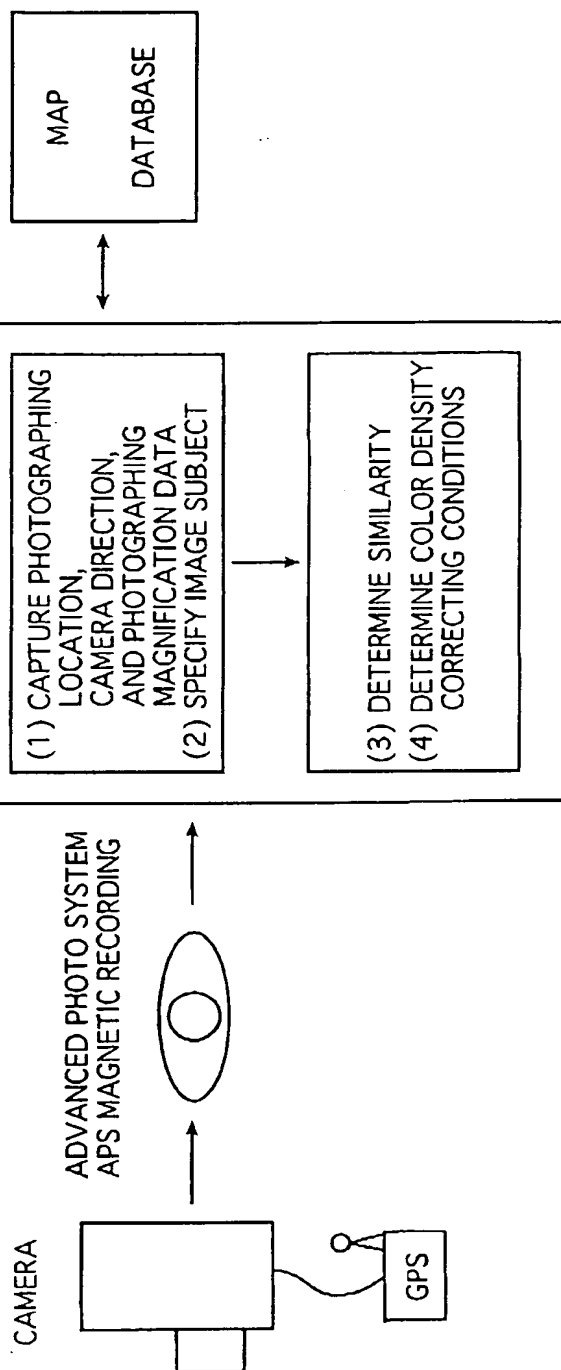 CAMERA
GPS
ADVANCED PHOTO SYSTEM
APS MAGNETIC RECORDING
(1) CAPTURE PHOTOGRAPHING
LOCATION,
CAMERA DIRECTION,
AND PHOTOGRAPHING
MAGNIFICATION DATA
(2) SPECIFY IMAGE SUBJECT
(3) DETERMINE SIMILARITY
(4) DETERMINE COLOR DENSITY
CORRECTING CONDITIONS
MAP
DATABASE